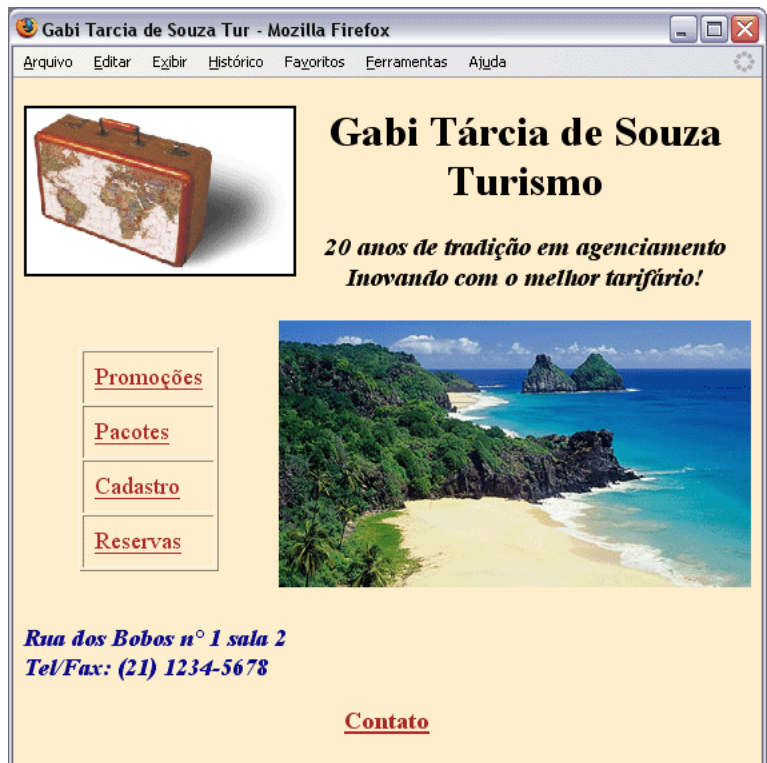 Gabi Tarcia de Souza Tur - Mozilla Firefox
Arquivo Editar Exibir Histórico Favoritos Ferramentas Ajuda
Gabi Tárcia de Souza
Turismo
20 anos de tradição em agenciamento
Inovando com o melhor tarifário!
Promoções
Pacotes
Cadastro
Reservas
Rua dos Bobos n° 1 sala 2
Tel/Fax: (21) 1234-5678
Contato